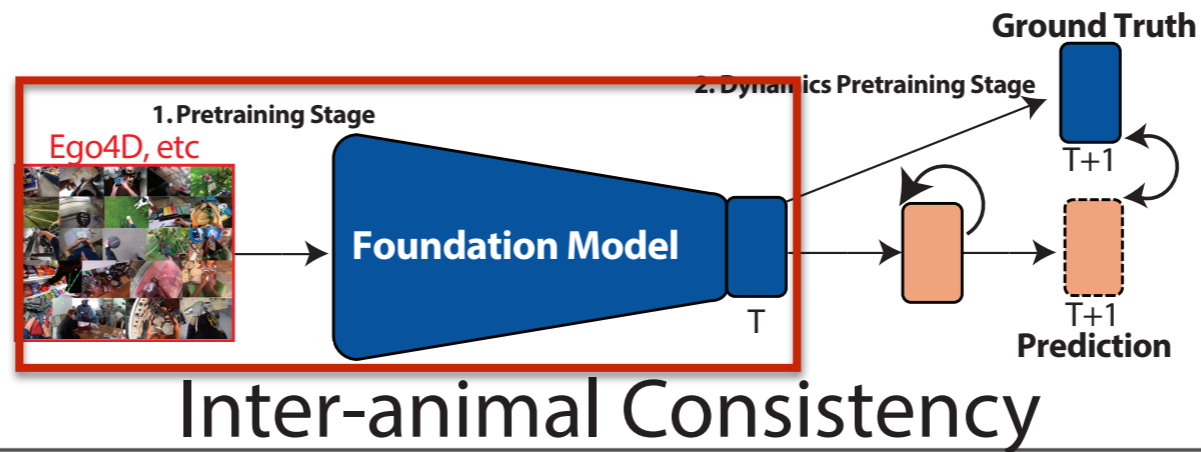 Ground Truth
2. Dynamics Pretraining Stage
1. Pretraining Stage
Ego4D, etc
T+1
Foundation Model
T
T+1
Prediction
Inter-animal Consistency